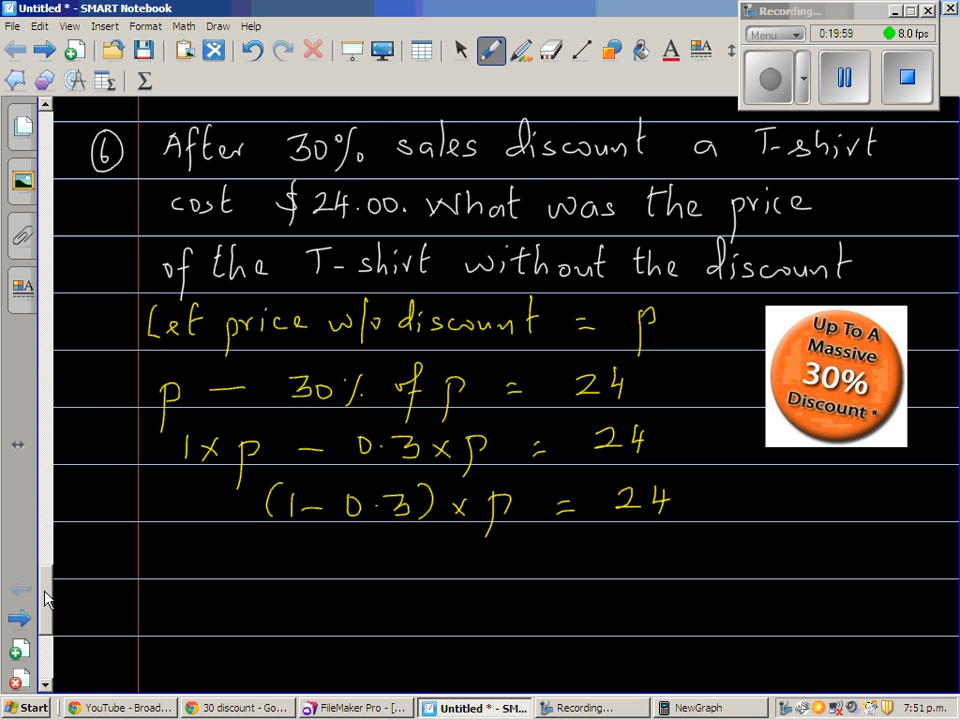 Untitled * - SMART Notebook
File Edit View Insert Format Math Draw Help
Recording...
Menu 0:19:59 8.0 fps
6 After 30% sales discount a T-shirt
cost $24.00. What was the price
of the T-shirt without the discount
Let price w/o discount = p
p - 30% of p = 24
1 x p - 0.3 x p = 24
(1 - 0.3) x p = 24
Up To A
Massive
30%
Discount *
Start YouTube - Broad... 30 discount - Go... FileMaker Pro - [... Untitled * - SM... Recording... NewGraph 7:51 p.m.